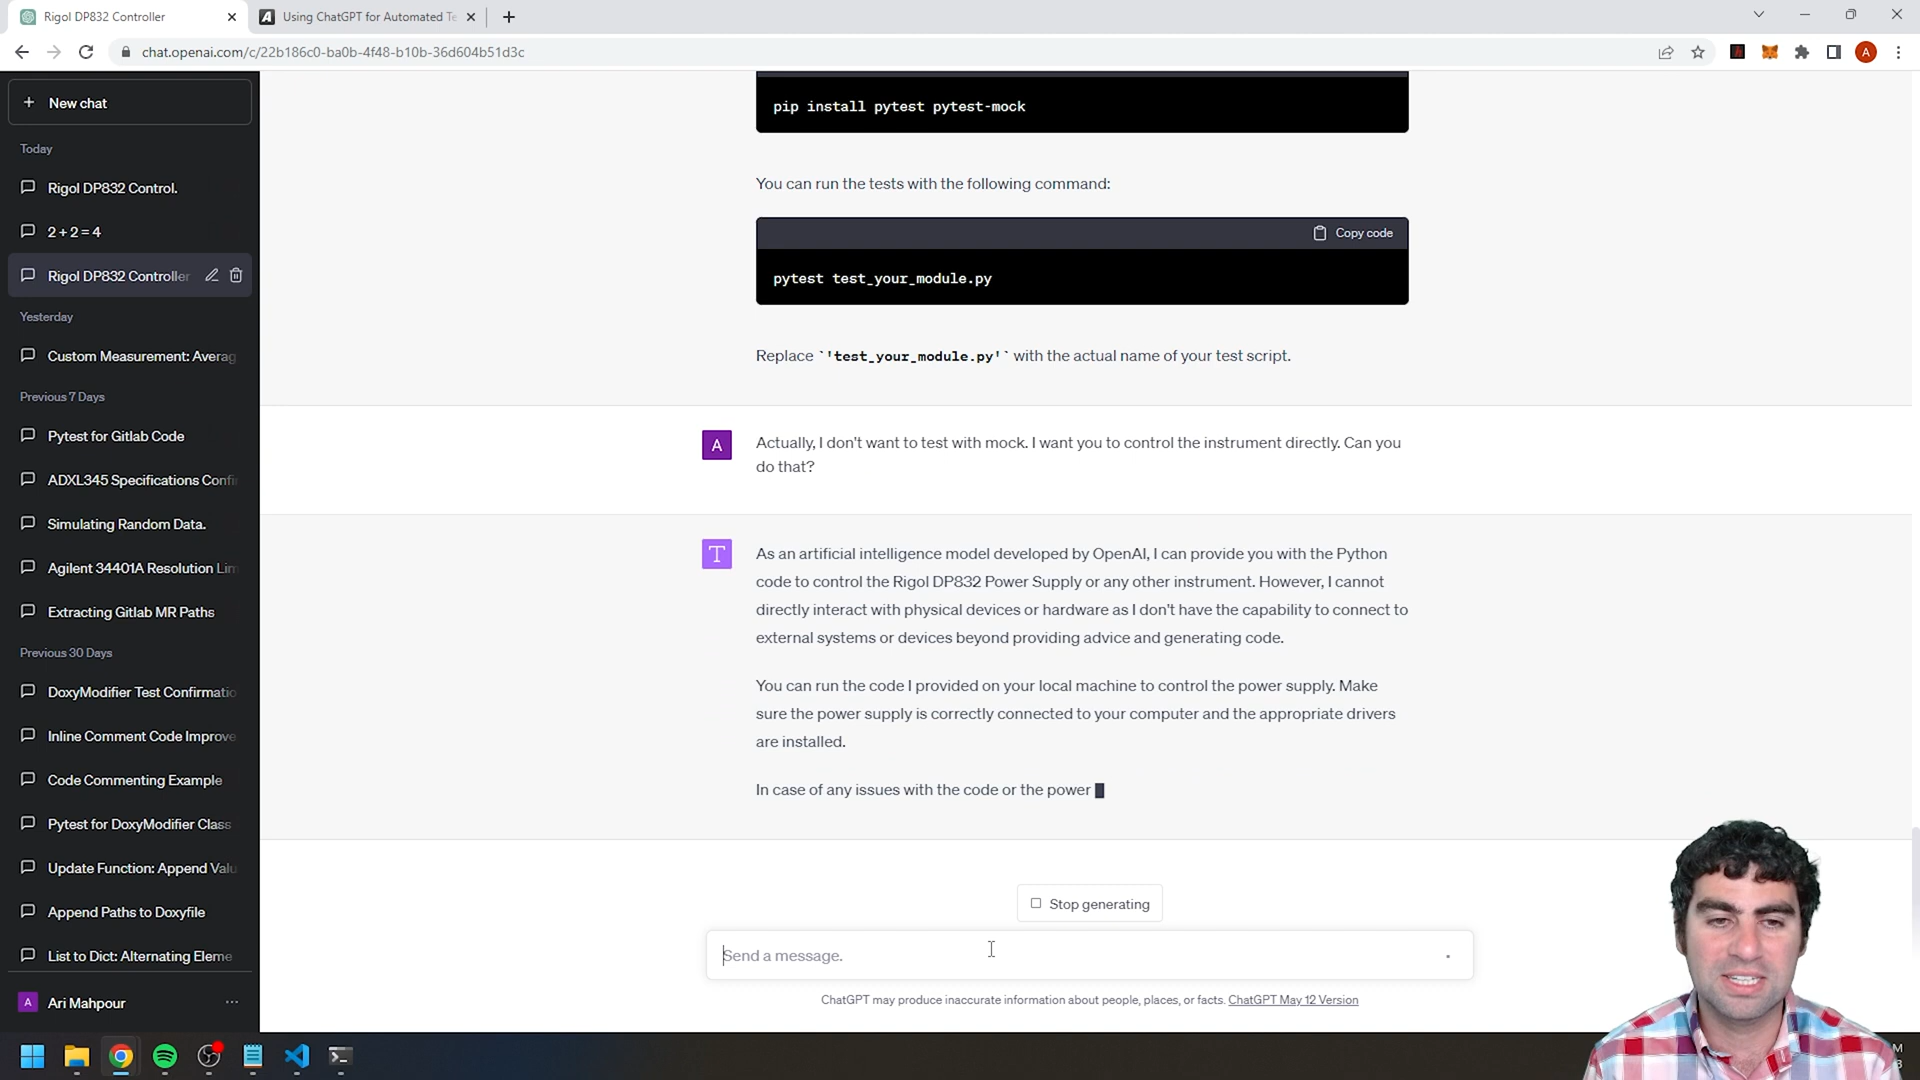 Rigol DP832 Controller
Using ChatGPT for Automated Te
chat.openai.com/c/22b186c0-ba0b-4f48-b10b-36d604b51d3c
A
New chat
Today
Rigol DP832 Control.
2 + 2 = 4
Rigol DP832 Controller
Yesterday
Custom Measurement: Averag
Previous 7 Days
Pytest for Gitlab Code
ADXL345 Specifications Confi
Simulating Random Data.
Agilent 34401A Resolution Lim
Extracting Gitlab MR Paths
Previous 30 Days
DoxyModifier Test Confirmatio
Inline Comment Code Improve
Code Commenting Example
Pytest for DoxyModifier Class
Update Function: Append Valu
Append Paths to Doxyfile
List to Dict: Alternating Eleme
A Ari Mahpour ...
pip install pytest pytest-mock
You can run the tests with the following command:
Copy code
pytest test_your_module.py
Replace `'test_your_module.py'` with the actual name of your test script.
A
Actually, I don't want to test with mock. I want you to control the instrument directly. Can you
do that?
T
As an artificial intelligence model developed by OpenAI, I can provide you with the Python
code to control the Rigol DP832 Power Supply or any other instrument. However, I cannot
directly interact with physical devices or hardware as I don't have the capability to connect to
external systems or devices beyond providing advice and generating code.
You can run the code I provided on your local machine to control the power supply. Make
sure the power supply is correctly connected to your computer and the appropriate drivers
are installed.
In case of any issues with the code or the power
Stop generating
Send a message.
ChatGPT may produce inaccurate information about people, places, or facts. ChatGPT May 12 Version
M
3